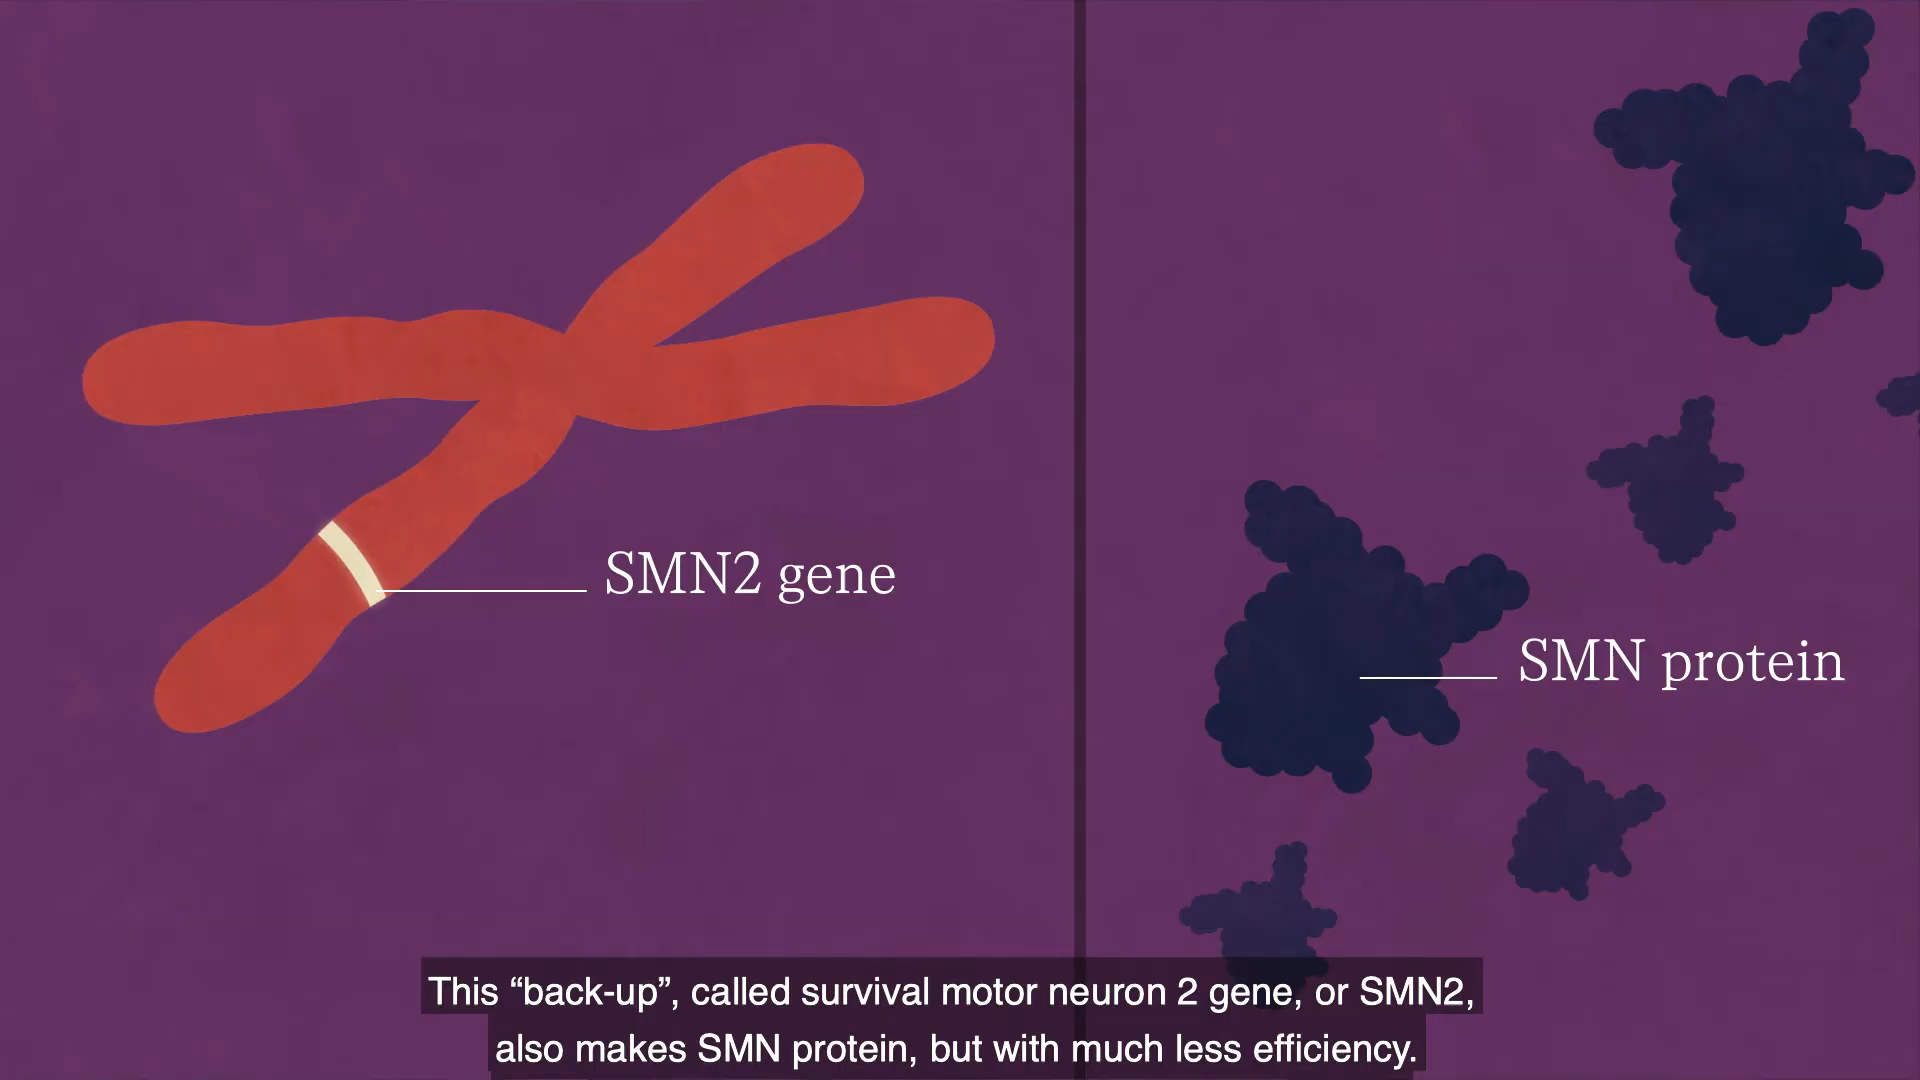 SMN2 gene
SMN protein
This “back-up”, called survival motor neuron 2 gene, or SMN2,
also makes SMN protein, but with much less efficiency.